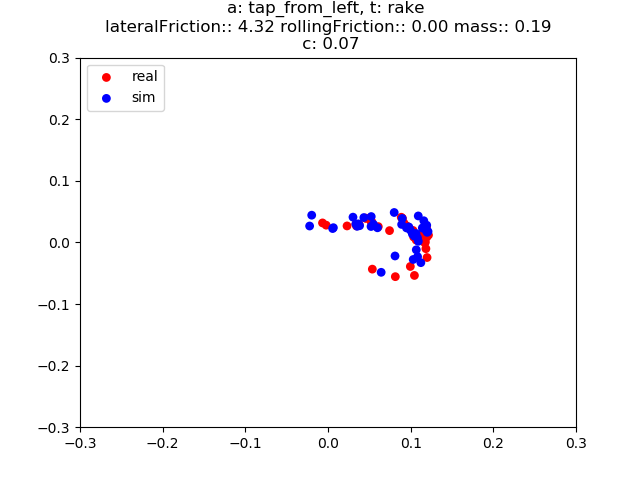 a: tap_from_left, t: rake
lateralFriction:: 4.32 rollingFriction:: 0.00 mass:: 0.19
c: 0.07
real
sim
0.3
0.2
0.1
0.0
−0.1
−0.2
−0.3
−0.3
−0.2
−0.1
0.0
0.1
0.2
0.3